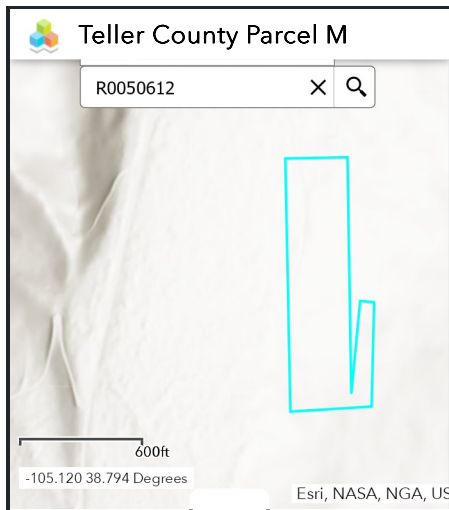 Teller County Parcel M
R0050612
600ft
-105.120 38.794 Degrees
Esri, NASA, NGA, US